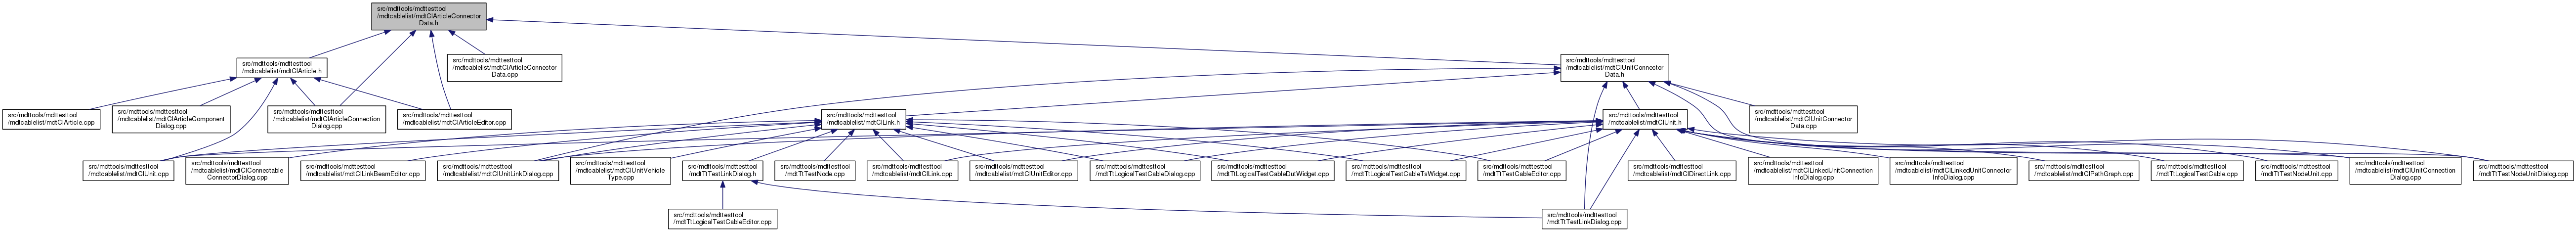 src/mdttools/mdttesttool
/mdtcablelist/mdtClArticleConnector
Data.h
src/mdttools/mdttesttool
/mdtcablelist/mdtClArticle.h
src/mdttools/mdttesttool
/mdtcablelist/mdtClArticleConnector
Data.cpp
src/mdttools/mdttesttool
/mdtcablelist/mdtClUnitConnector
Data.h
src/mdttools/mdttesttool
/mdtcablelist/mdtClArticle.cpp
src/mdttools/mdttesttool
/mdtcablelist/mdtClArticleComponent
Dialog.cpp
src/mdttools/mdttesttool
/mdtcablelist/mdtClArticleConnection
Dialog.cpp
src/mdttools/mdttesttool
/mdtcablelist/mdtClArticleEditor.cpp
src/mdttools/mdttesttool
/mdtcablelist/mdtClLink.h
src/mdttools/mdttesttool
/mdtcablelist/mdtClUnit.h
src/mdttools/mdttesttool
/mdtcablelist/mdtClUnitConnector
Data.cpp
src/mdttools/mdttesttool
/mdtcablelist/mdtClUnit.cpp
src/mdttools/mdttesttool
/mdtcablelist/mdtClConnectable
ConnectorDialog.cpp
src/mdttools/mdttesttool
/mdtcablelist/mdtClLinkBeamEditor.cpp
src/mdttools/mdttesttool
/mdtcablelist/mdtClUnitLinkDialog.cpp
src/mdttools/mdttesttool
/mdtcablelist/mdtClUnitVehicle
Type.cpp
src/mdttools/mdttesttool
/mdtTtTestLinkDialog.h
src/mdttools/mdttesttool
/mdtTtTestNode.cpp
src/mdttools/mdttesttool
/mdtcablelist/mdtClLink.cpp
src/mdttools/mdttesttool
/mdtcablelist/mdtClUnitEditor.cpp
src/mdttools/mdttesttool
/mdtTtLogicalTestCableDialog.cpp
src/mdttools/mdttesttool
/mdtTtLogicalTestCableDutWidget.cpp
src/mdttools/mdttesttool
/mdtTtLogicalTestCableTsWidget.cpp
src/mdttools/mdttesttool
/mdtTtTestCableEditor.cpp
src/mdttools/mdttesttool
/mdtcablelist/mdtClDirectLink.cpp
src/mdttools/mdttesttool
/mdtcablelist/mdtClLinkedUnitConnection
InfoDialog.cpp
src/mdttools/mdttesttool
/mdtcablelist/mdtClLinkedUnitConnector
InfoDialog.cpp
src/mdttools/mdttesttool
/mdtcablelist/mdtClPathGraph.cpp
src/mdttools/mdttesttool
/mdtTtLogicalTestCable.cpp
src/mdttools/mdttesttool
/mdtTtTestNodeUnit.cpp
src/mdttools/mdttesttool
/mdtcablelist/mdtClUnitConnection
Dialog.cpp
src/mdttools/mdttesttool
/mdtTtTestNodeUnitDialog.cpp
src/mdttools/mdttesttool
/mdtTtLogicalTestCableEditor.cpp
src/mdttools/mdttesttool
/mdtTtTestLinkDialog.cpp